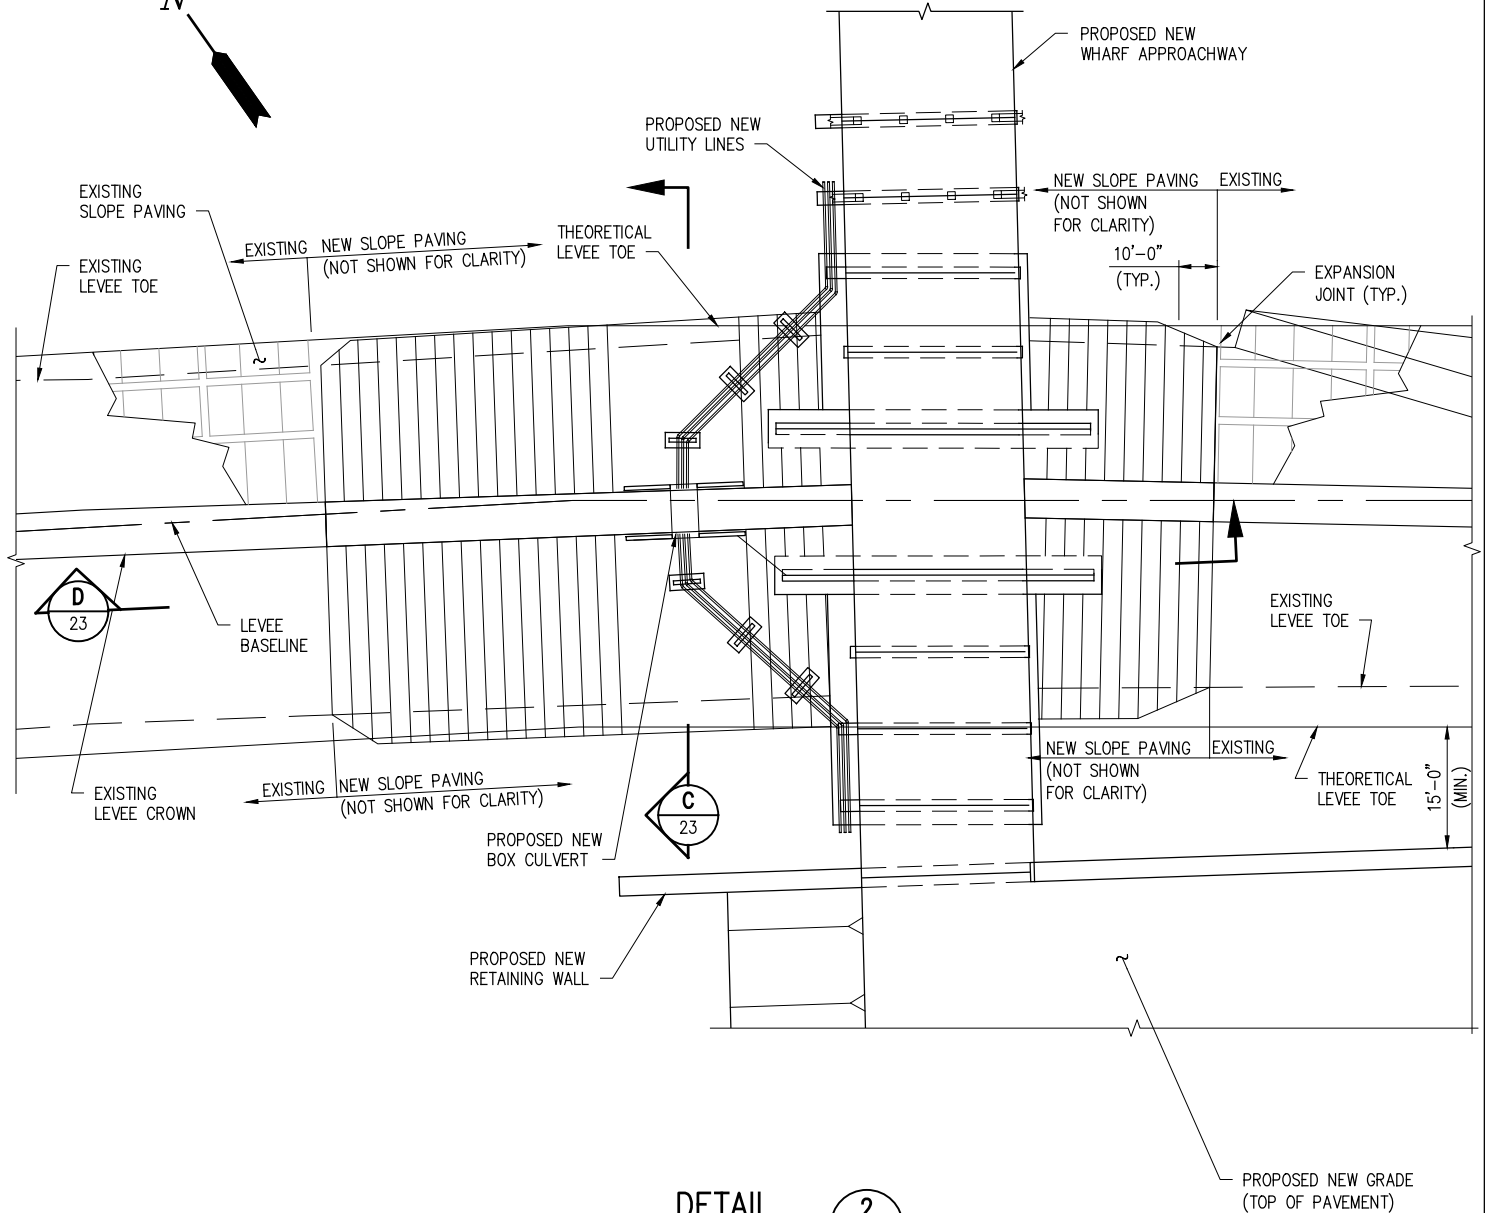 N
PROPOSED NEW
WHARF APPROACHWAY
PROPOSED NEW
UTILITY LINES
EXISTING
SLOPE PAVING
NEW SLOPE PAVING
EXISTING
(NOT SHOWN
FOR CLARITY)
THEORETICAL
LEVEE TOE
EXISTING
NEW SLOPE PAVING
(NOT SHOWN FOR CLARITY)
10'-0"
(TYP.)
EXISTING
LEVEE TOE
EXPANSION
JOINT (TYP.)
D
23
LEVEE
BASELINE
EXISTING
LEVEE TOE
EXISTING
NEW SLOPE PAVING
(NOT SHOWN FOR CLARITY)
NEW SLOPE PAVING
EXISTING
(NOT SHOWN
FOR CLARITY)
THEORETICAL
LEVEE TOE
15'-0"
(MIN.)
EXISTING
LEVEE CROWN
C
23
PROPOSED NEW
BOX CULVERT
PROPOSED NEW
RETAINING WALL
PROPOSED NEW GRADE
(TOP OF PAVEMENT)
DETAIL
2